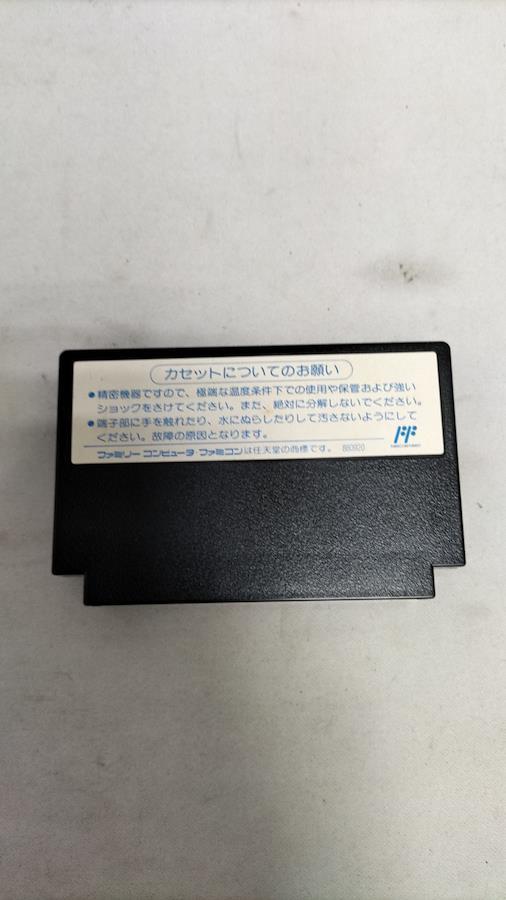 カセットについてのお願い
●精密機器ですので、極端な温度条件下での使用や保管および強い
ショックをさけてください。また、絶対に分解しないでください。
●端子部に手を触れたり、水にぬらしたりして汚さないようにして
ください。故障の原因となります。
ファミリーコンピュータ・ファミコンは任天堂の商標です。 880920